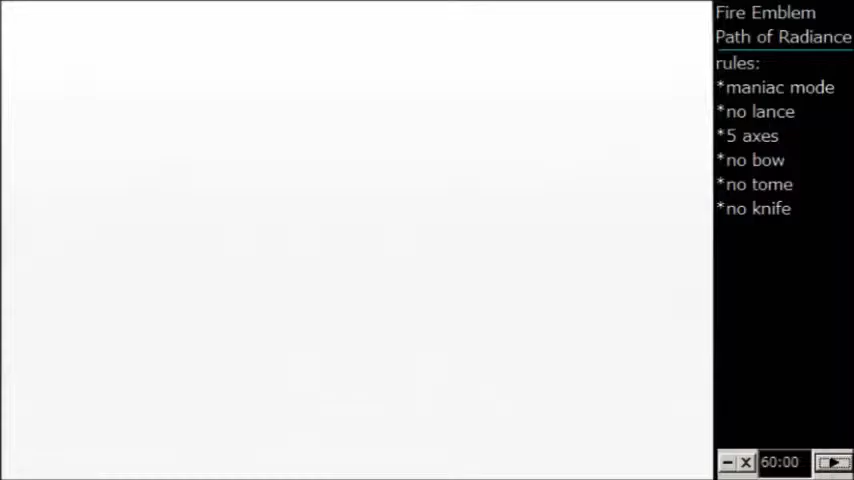 Fire Emblem
Path of Radiance
rules:
*maniac mode
*no lance
*5 axes
*no bow
*no tome
*no knife
60:00